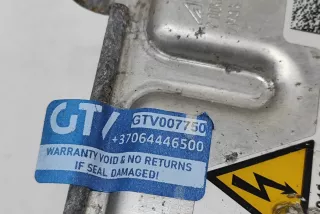 GTV
GTV007750
+37064446500
WARRANTY VOID & NO RETURNS
IF SEAL DAMAGED!